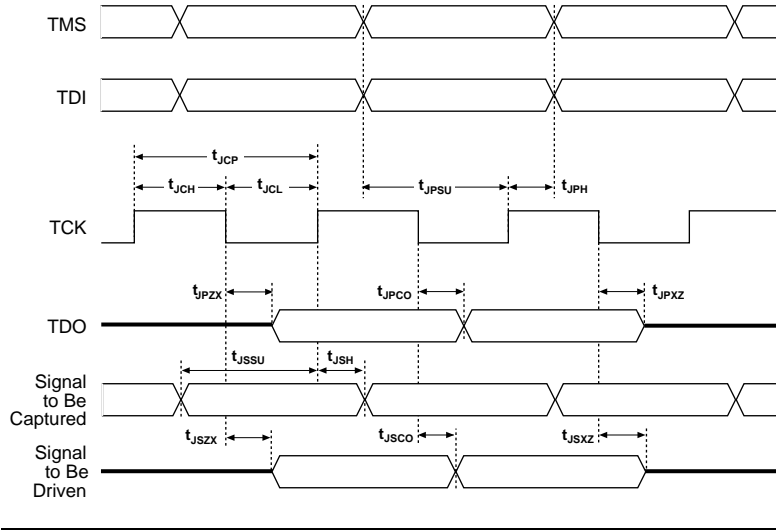 TMS
TDI
tJCP
tJCH tJCL tJPSU tJPH
TCK
tJPZX tJPCO tJPXZ
TDO
tJSSU tJSH
Signal
to Be
Captured
tJSZX tJSCO tJSXZ
Signal
to Be
Driven